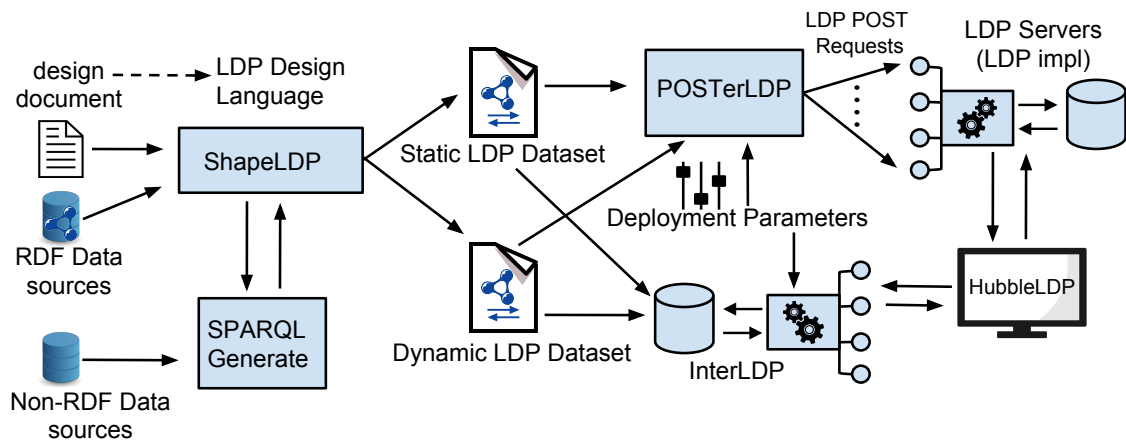 design
document
LDP Design
Language
ShapeLDP
RDF Data
sources
SPARQL
Generate
Non-RDF Data
sources
Static LDP Dataset
Dynamic LDP Dataset
POSTerLDP
Deployment Parameters
InterLDP
LDP POST
Requests
LDP Servers
(LDP impl)
HubbleLDP